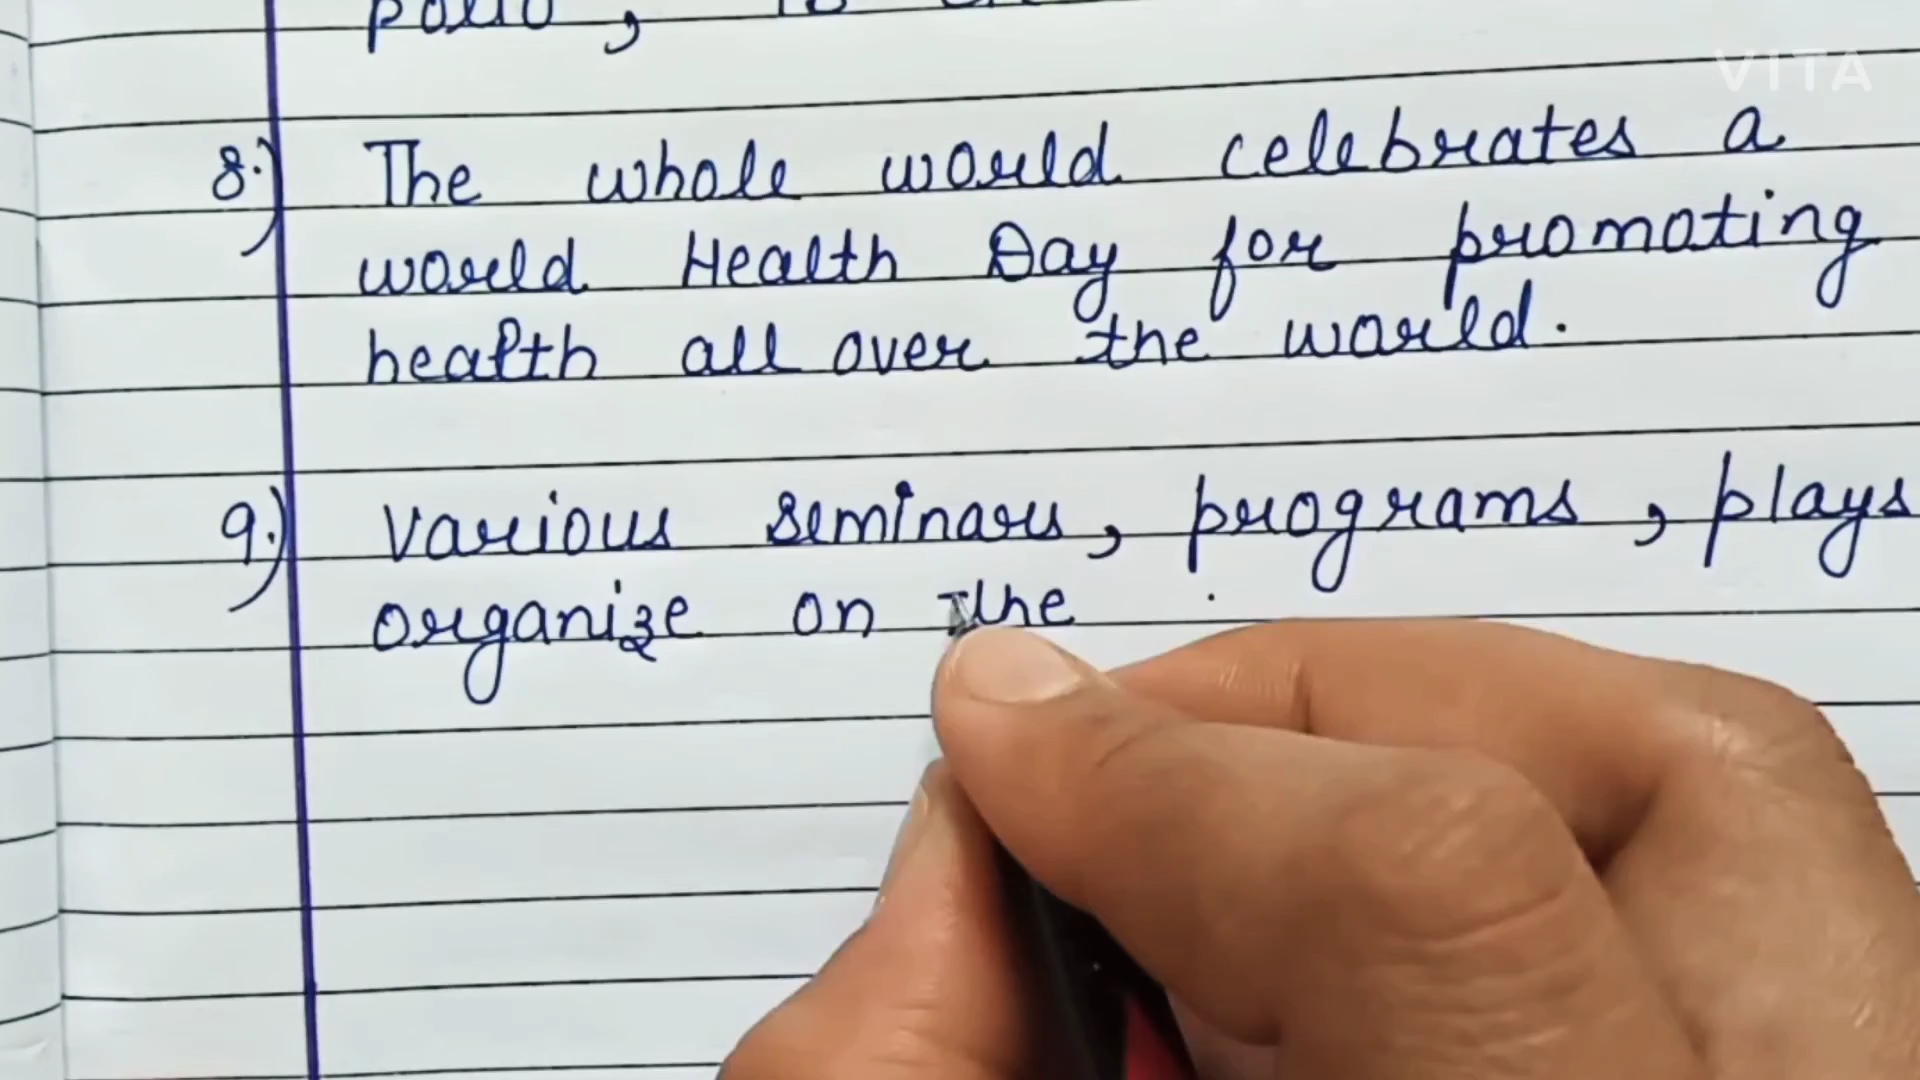 VITA
8.) The whole world celebrates a
world Health Day for promoting
health all over the world.
9.) Various seminars, programs, plays
organize on the